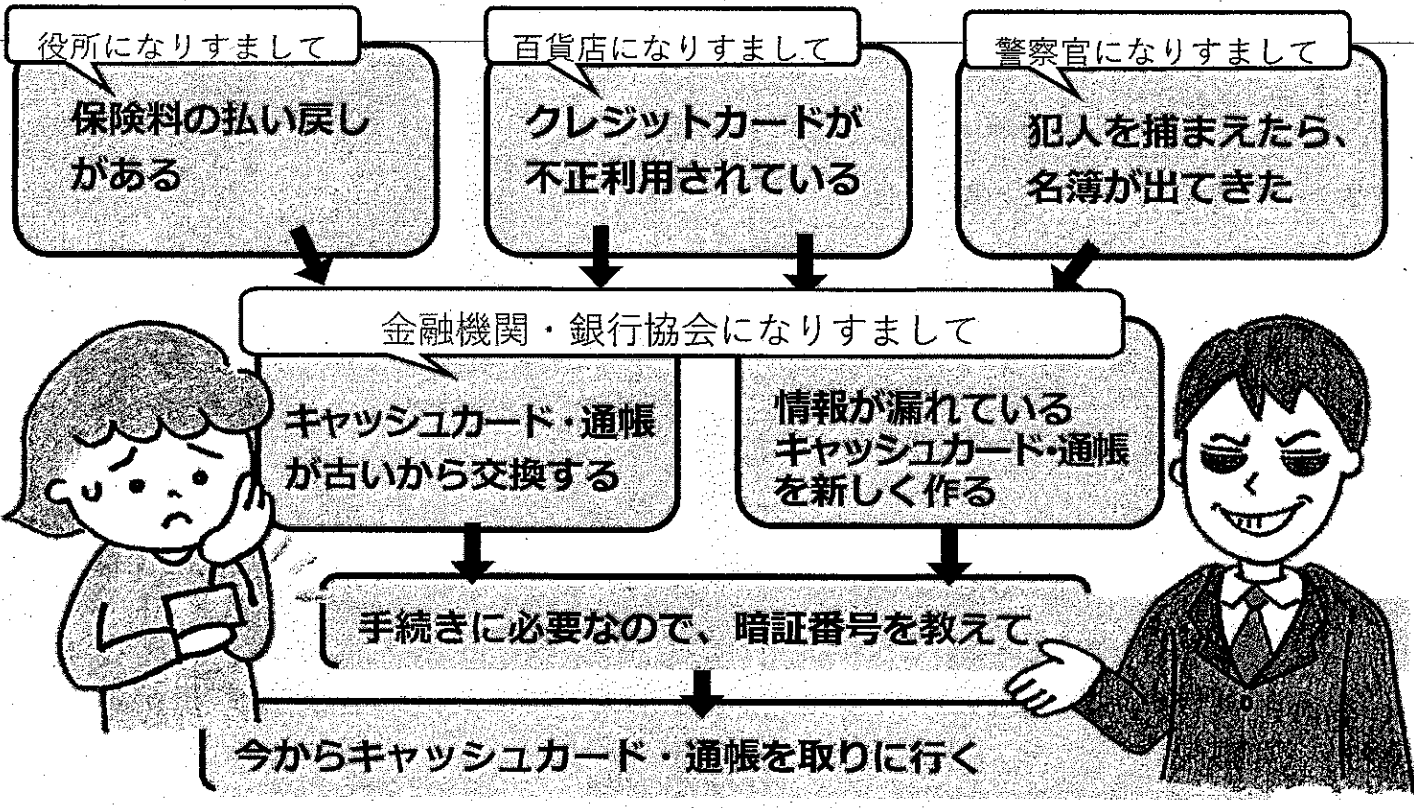 役所になりすまして
保険料の払い戻し
がある
百貨店になりすまして
クレジットカードが
不正利用されている
警察官になりすまして
犯人を捕まえたら、
名簿が出てきた
金融機関・銀行協会になりすまして
キャッシュカード・通帳
が古いから交換する
情報が漏れている
キャッシュカード・通帳
を新しく作る
手続きに必要なので、暗証番号を教えて
今からキャッシュカード・通帳を取りに行く